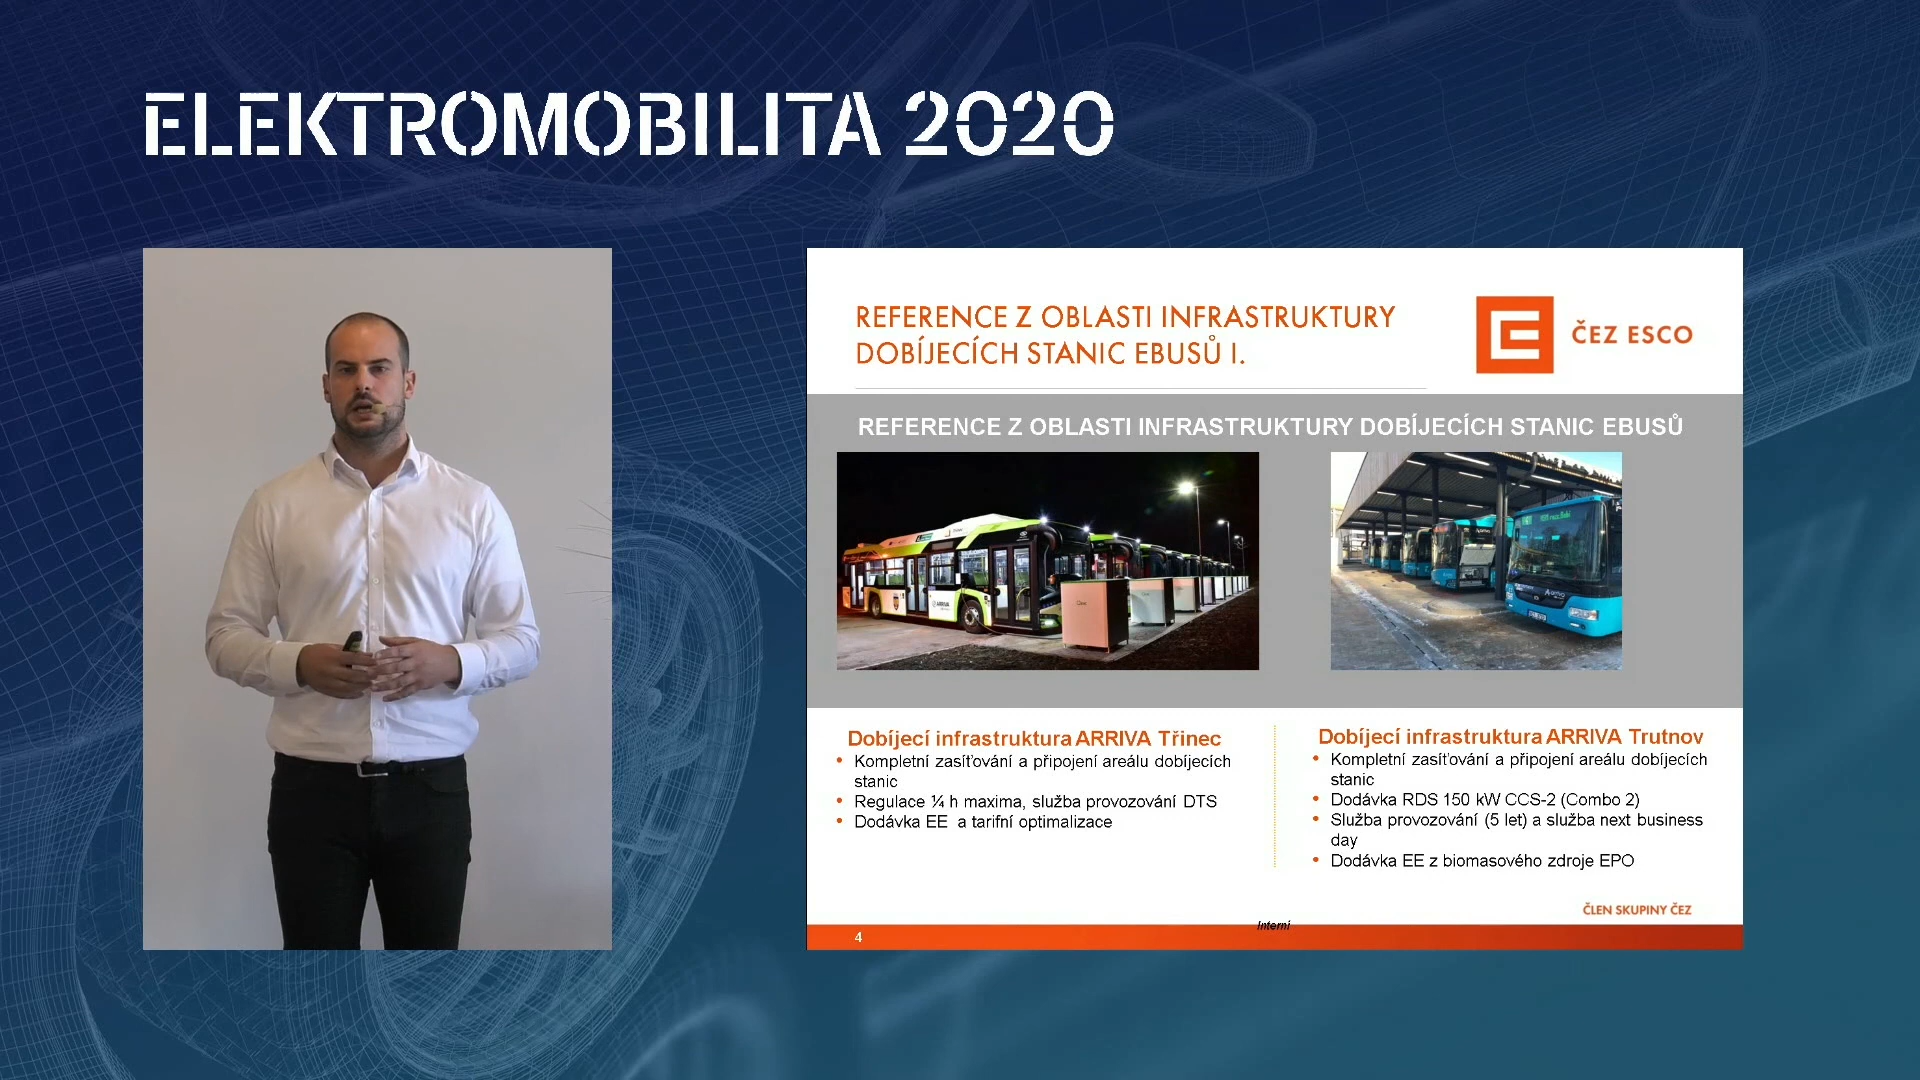 ELEKTROMOBILITA 2020
REFERENCE Z OBLASTI INFRASTRUKTURY
DOBÍJECÍCH STANIC EBUSŮ I.
ČEZ ESCO
REFERENCE Z OBLASTI INFRASTRUKTURY DOBÍJECÍCH STANIC EBUSŮ
ARRIVA
Dobíjecí infrastruktura ARRIVA Třinec
• Kompletní zasíťování a připojení areálu dobíjecích
stanic
• Regulace ¼ h maxima, služba provozování DTS
• Dodávka EE a tarifní optimalizace
Dobíjecí infrastruktura ARRIVA Trutnov
• Kompletní zasíťování a připojení areálu dobíjecích
stanic
• Dodávka RDS 150 kW CCS-2 (Combo 2)
• Služba provozování (5 let) a služba next business
day
• Dodávka EE z biomasového zdroje EPO
ČLEN SKUPINY ČEZ
Interní
4